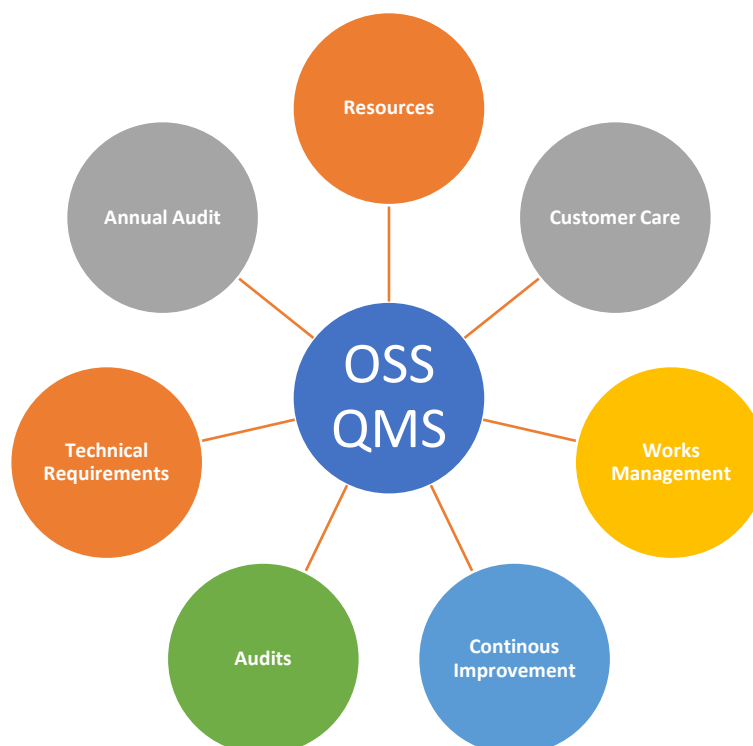 Resources
Annual Audit
Customer Care
OSS
QMS
Technical
Requirements
Works
Management
Audits
Continous
Improvement